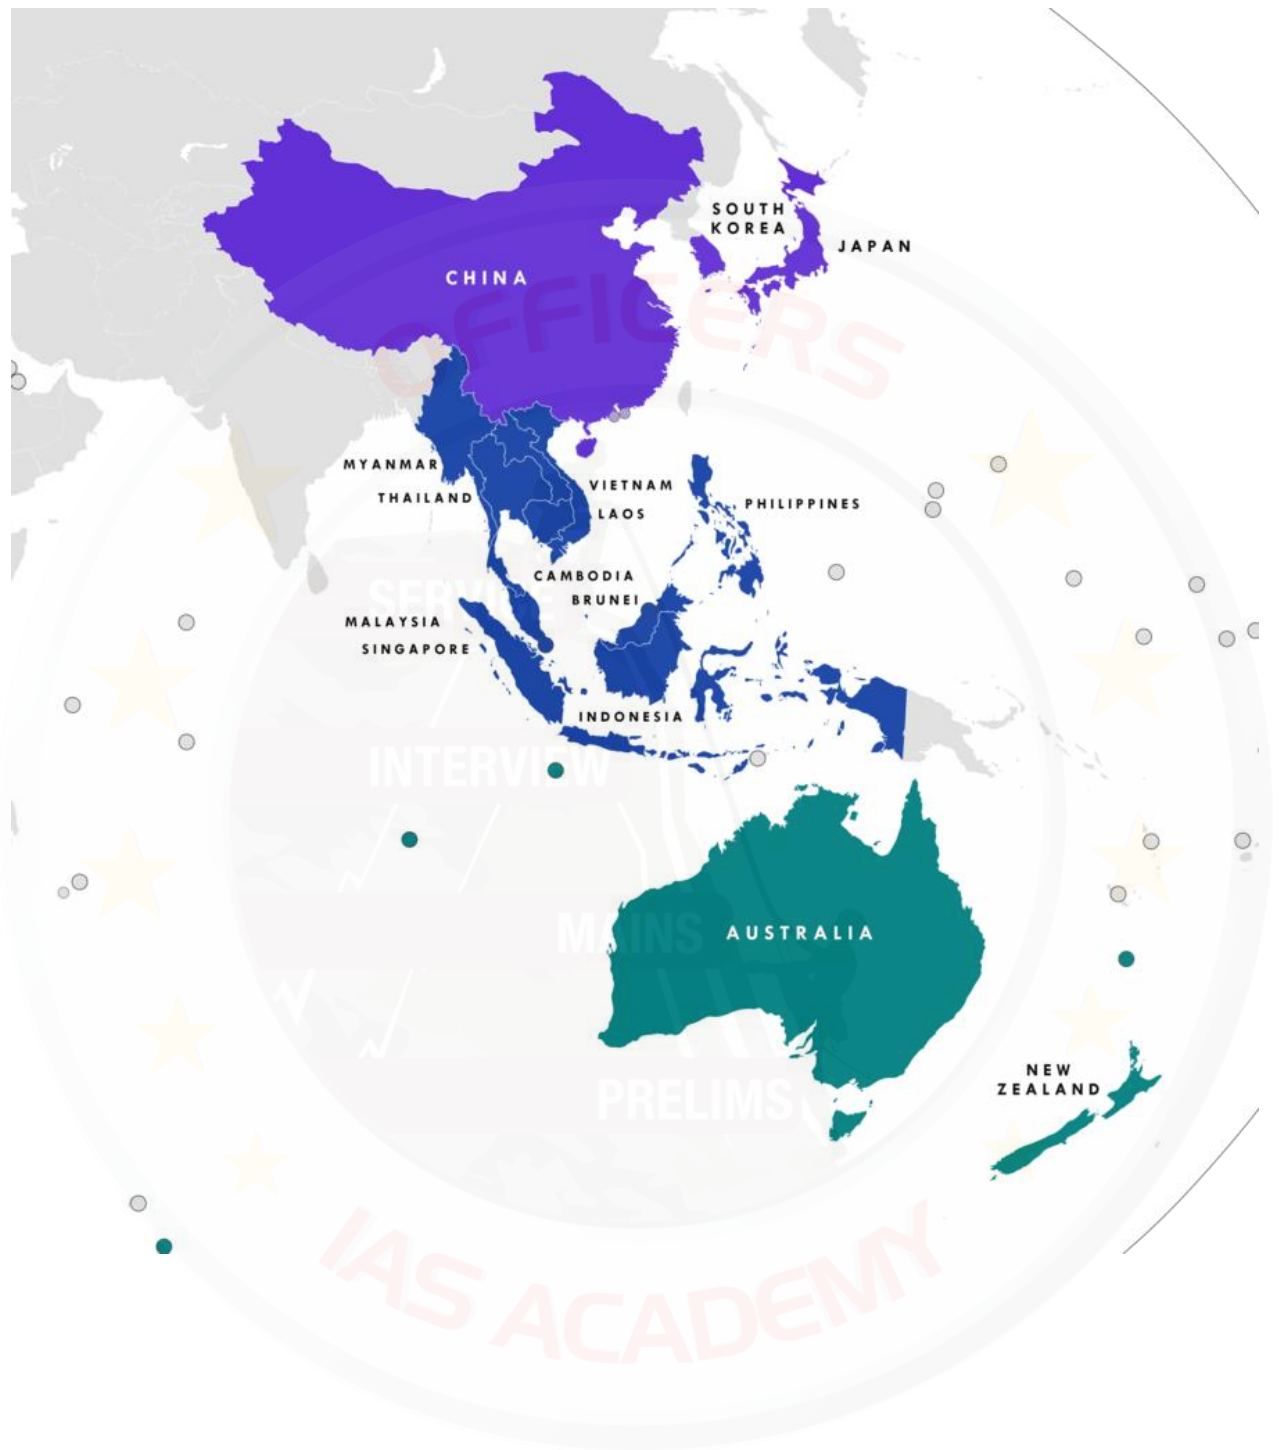 SOUTH
KOREA
JAPAN
CHINA
OFFICERS
MYANMAR
THAILAND
VIETNAM
LAOS
PHILIPPINES
CAMBODIA
BRUNEI
SERVICE
MALAYSIA
SINGAPORE
INDONESIA
INTERVIEW
MAINS
AUSTRALIA
NEW
ZEALAND
PRELIMS
IAS ACADEMY